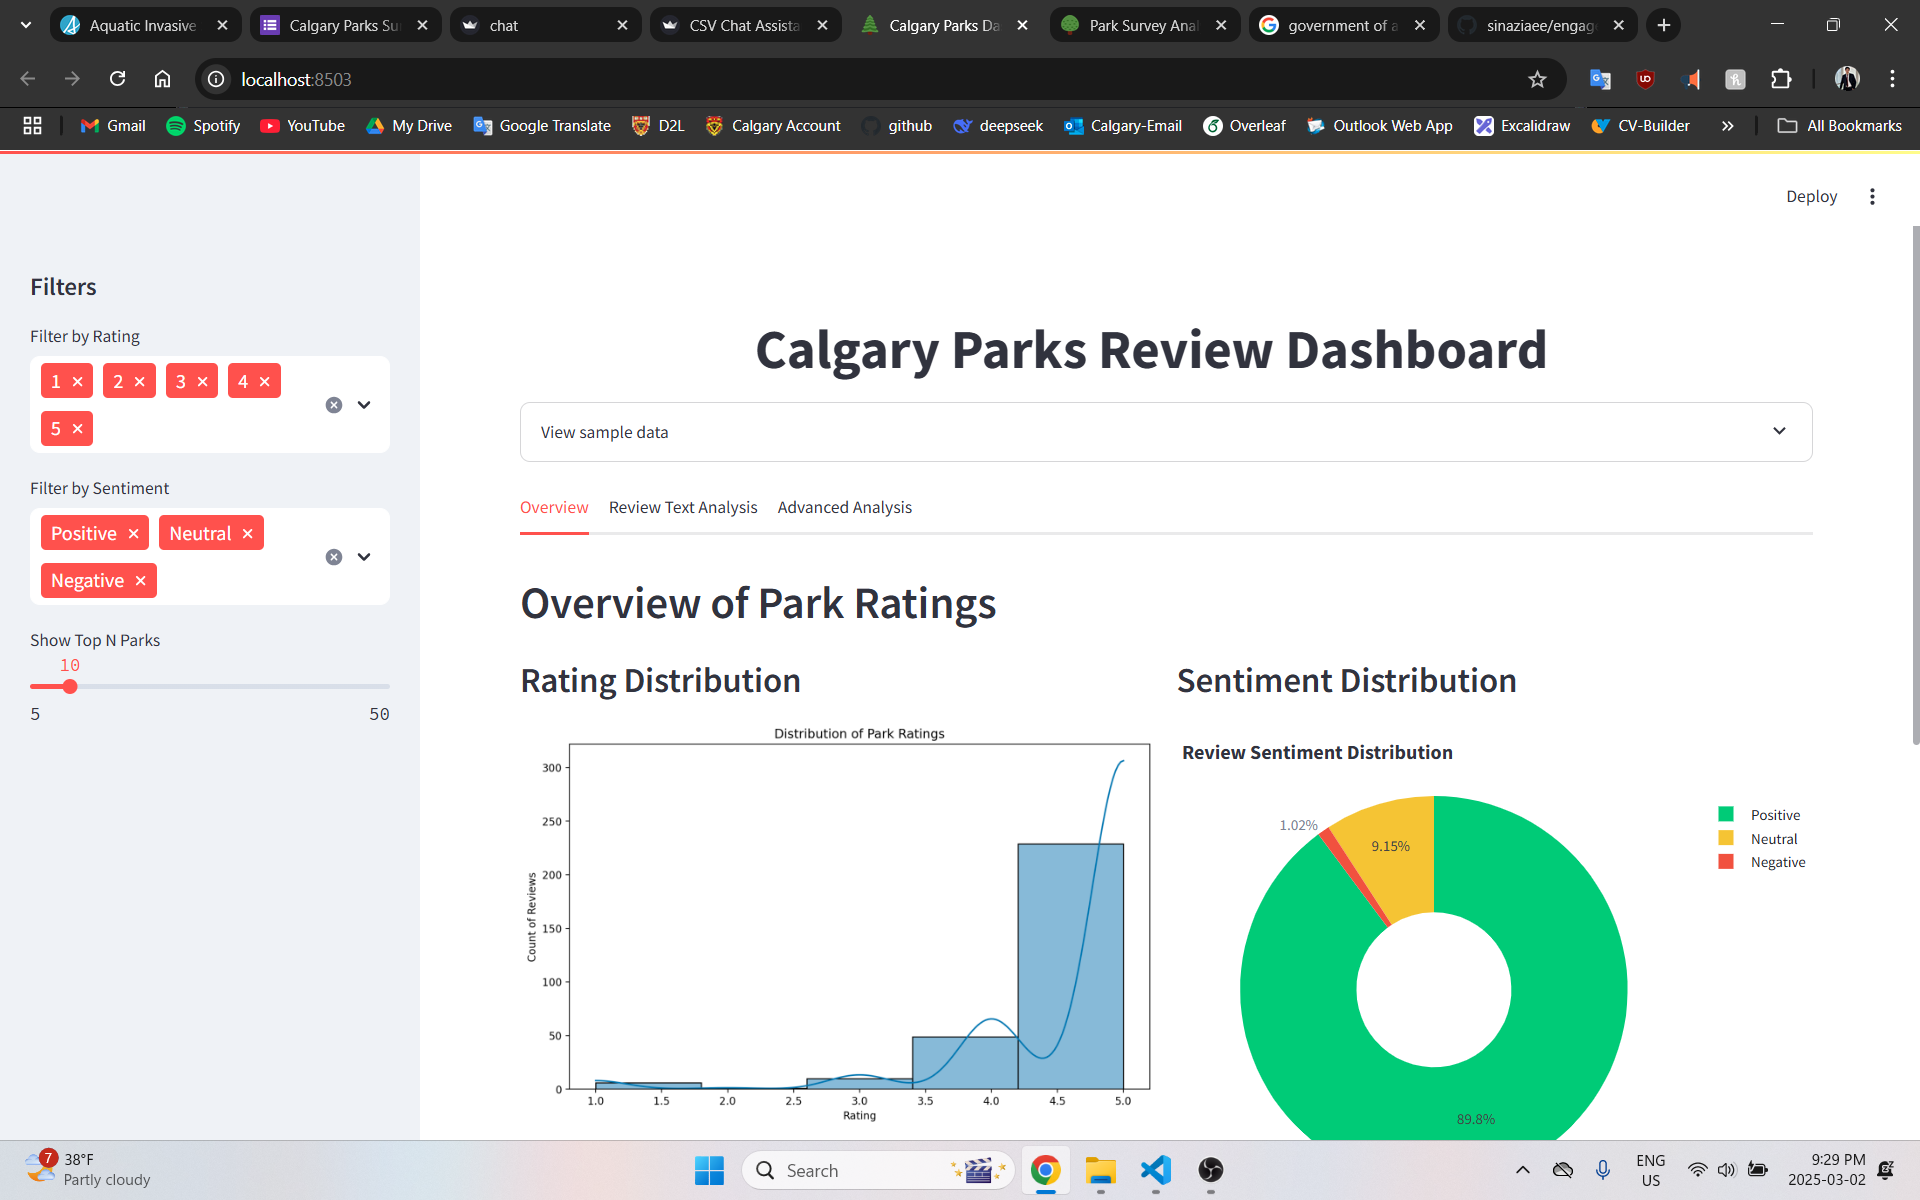 Aquatic Invasive
Calgary Parks Su
chat
CSV Chat Assista
Calgary Parks Da
Park Survey Anal
government of a
sinaziaee/engag
localhost:8503
Gmail
Spotify
YouTube
My Drive
Google Translate
D2L
Calgary Account
github
deepseek
Calgary-Email
Overleaf
Outlook Web App
Excalidraw
CV-Builder
All Bookmarks
Deploy
Filters
Filter by Rating
1
2
3
4
5
Filter by Sentiment
Positive
Neutral
Negative
Show Top N Parks
10
5
50
Calgary Parks Review Dashboard
View sample data
Overview
Review Text Analysis
Advanced Analysis
Overview of Park Ratings
Rating Distribution
Distribution of Park Ratings
Count of Reviews
300
250
200
150
100
50
0
1.0
1.5
2.0
2.5
3.0
3.5
4.0
4.5
5.0
Rating
Sentiment Distribution
Review Sentiment Distribution
1.02%
9.15%
89.8%
Positive
Neutral
Negative
7
38°F
Partly cloudy
Search
ENG
US
9:29 PM
2025-03-02